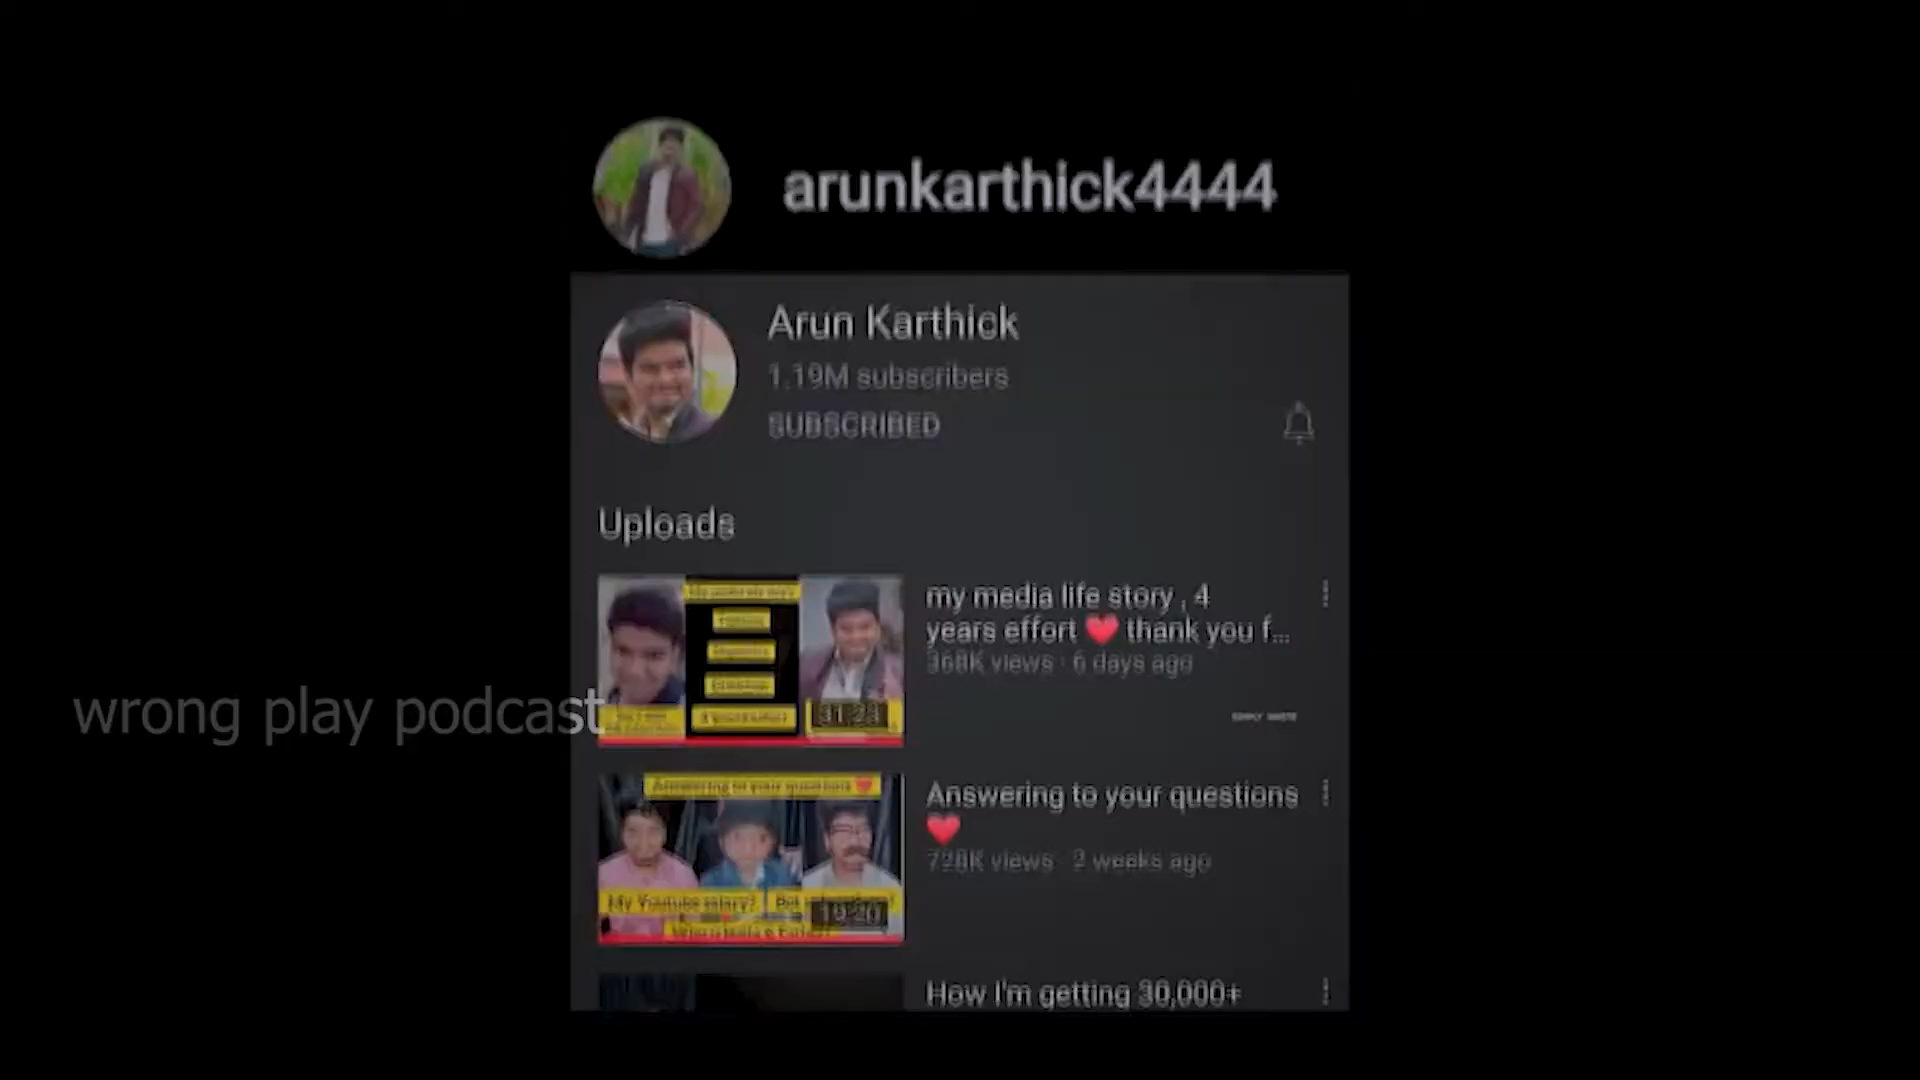 arunkarthick4444
Arun Karthick
1.19M subscribers
SUBSCRIBED
Uploads
my media life story , 4
years effort ❤️ thank you f...
368K views · 6 days ago
31:23
wrong play podcast
Answering to your questions ❤️
Answering to your questions
❤️
728K views · 2 weeks ago
My Youtube salary?
19:20
How I'm getting 30,000+